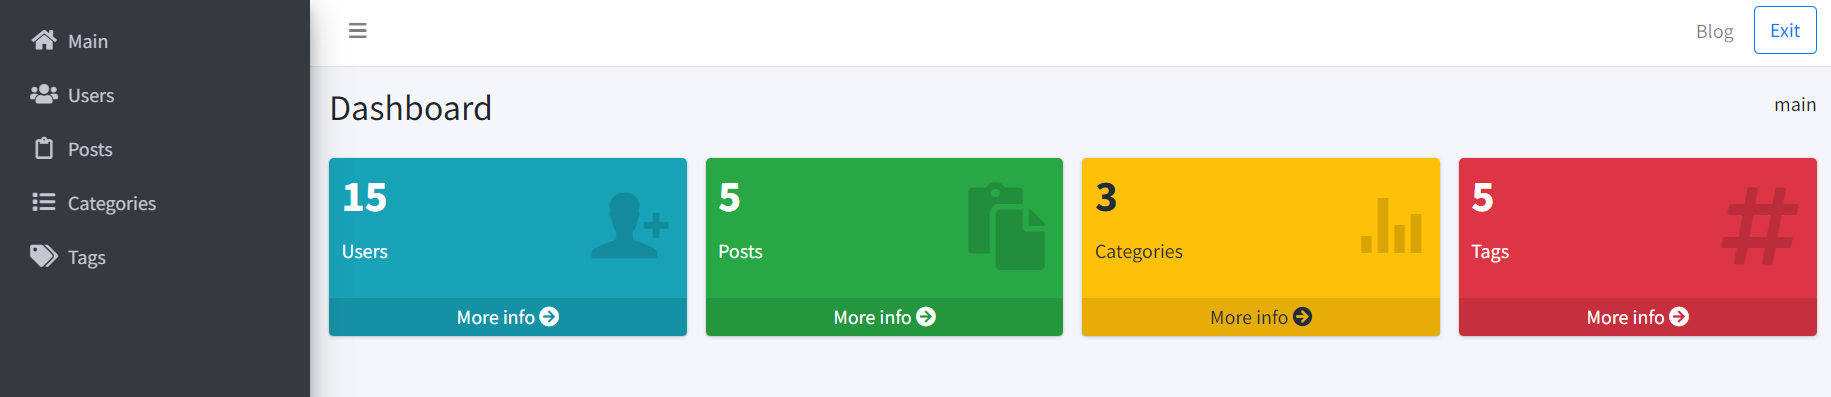 Main
Users
Posts
Categories
Tags
Blog
Exit
Dashboard
main
15
Users
More info
5
Posts
More info
3
Categories
More info
5
Tags
More info